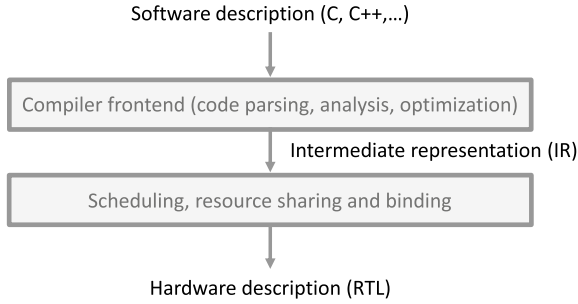 Software description (C, C++,...)
Compiler frontend (code parsing, analysis, optimization)
Intermediate representation (IR)
Scheduling, resource sharing and binding
Hardware description (RTL)